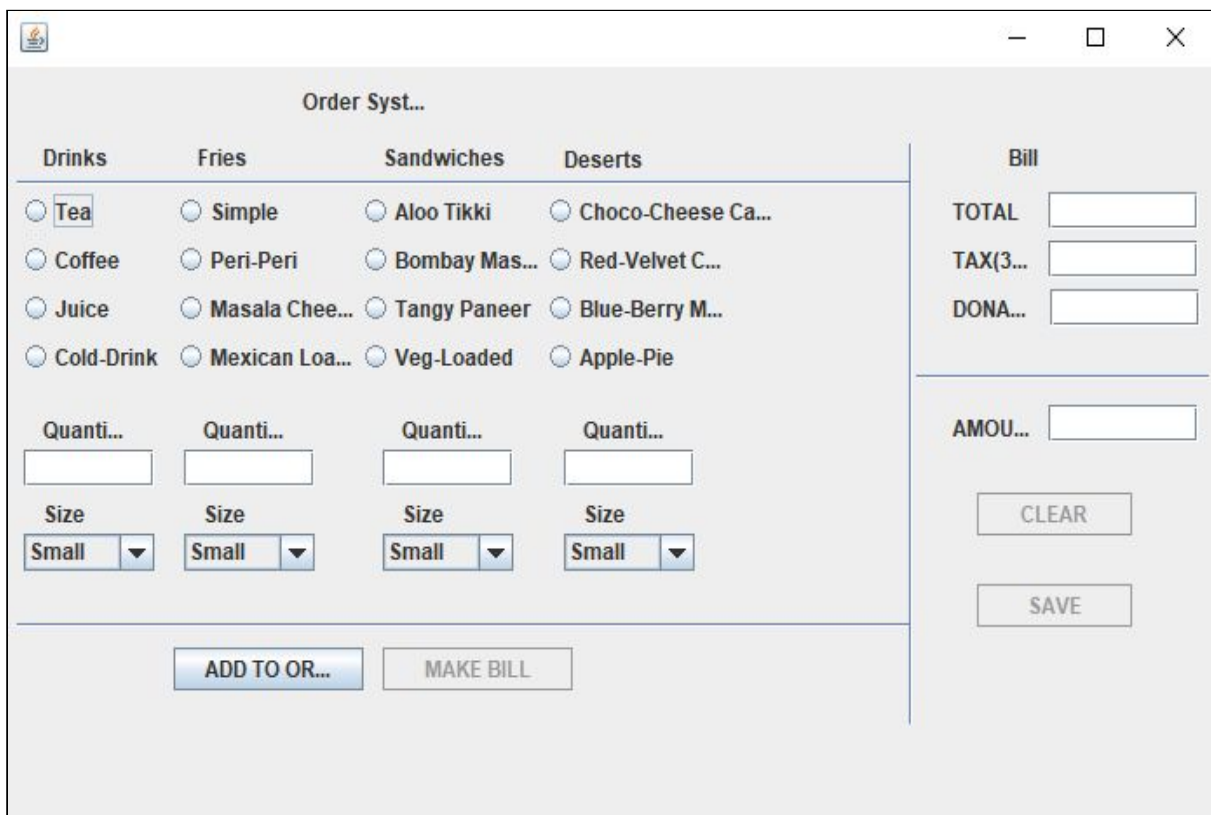 Order Syst...
Drinks Fries Sandwiches Deserts Bill
Tea Simple Aloo Tikki Choco-Cheese Ca... TOTAL
Coffee Peri-Peri Bombay Mas... Red-Velvet C... TAX(3...
Juice Masala Chee... Tangy Paneer Blue-Berry M... DONA...
Cold-Drink Mexican Loa... Veg-Loaded Apple-Pie
Quanti... Quanti... Quanti... Quanti... AMOU...
Size Size Size Size CLEAR
Small Small Small Small
SAVE
ADD TO OR... MAKE BILL